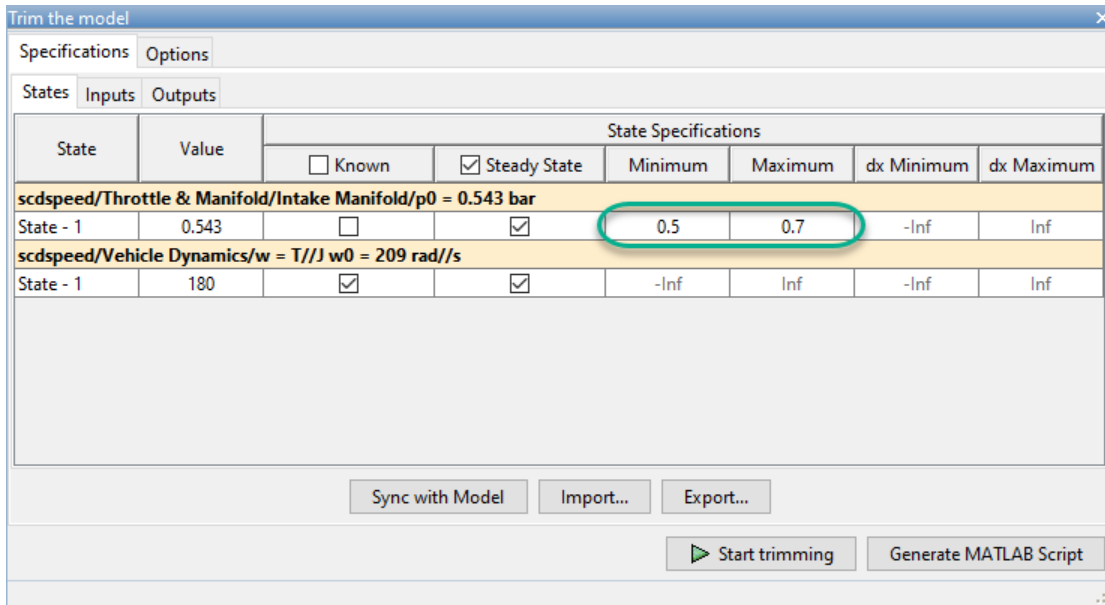 Trim the model
Specifications Options
States Inputs Outputs
State Value State Specifications
Known Steady State Minimum Maximum dx Minimum dx Maximum
scdspeed/Throttle & Manifold/Intake Manifold/p0 = 0.543 bar
State - 1 0.543 0.5 0.7 -Inf Inf
scdspeed/Vehicle Dynamics/w = T//J w0 = 209 rad//s
State - 1 180 -Inf Inf -Inf Inf
Sync with Model Import... Export...
Start trimming Generate MATLAB Script